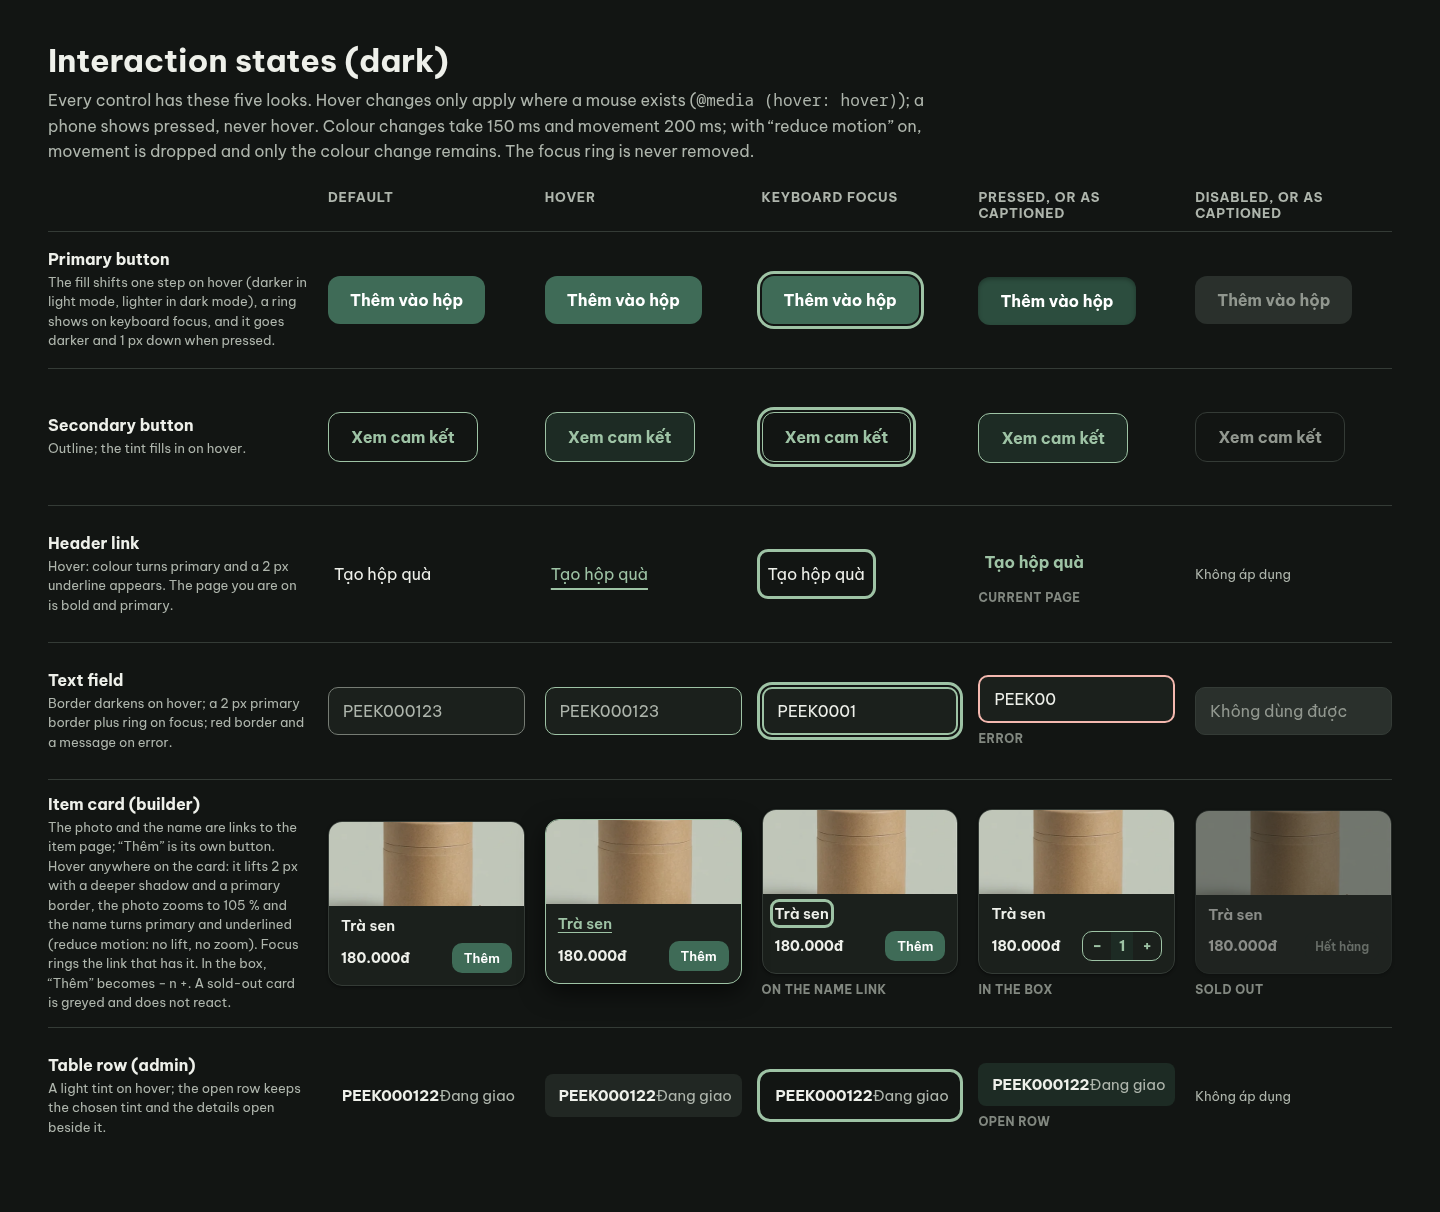 Interaction states (dark)
Every control has these five looks. Hover changes only apply where a mouse exists (@media (hover: hover)); a
phone shows pressed, never hover. Colour changes take 150 ms and movement 200 ms; with “reduce motion” on,
movement is dropped and only the colour change remains. The focus ring is never removed.
DEFAULT
HOVER
KEYBOARD FOCUS
PRESSED, OR AS
CAPTIONED
DISABLED, OR AS
CAPTIONED
Primary button
The fill shifts one step on hover (darker in
light mode, lighter in dark mode), a ring
shows on keyboard focus, and it goes
darker and 1 px down when pressed.
Thêm vào hộp
Thêm vào hộp
Thêm vào hộp
Thêm vào hộp
Thêm vào hộp
Secondary button
Outline; the tint fills in on hover.
Xem cam kết
Xem cam kết
Xem cam kết
Xem cam kết
Xem cam kết
Header link
Hover: colour turns primary and a 2 px
underline appears. The page you are on
is bold and primary.
Tạo hộp quà
Tạo hộp quà
Tạo hộp quà
Tạo hộp quà
CURRENT PAGE
Không áp dụng
Text field
Border darkens on hover; a 2 px primary
border plus ring on focus; red border and
a message on error.
PEEK000123
PEEK000123
PEEK0001
PEEK00
ERROR
Không dùng được
Item card (builder)
The photo and the name are links to the
item page; “Thêm” is its own button.
Hover anywhere on the card: it lifts 2 px
with a deeper shadow and a primary
border, the photo zooms to 105 % and
the name turns primary and underlined
(reduce motion: no lift, no zoom). Focus
rings the link that has it. In the box,
“Thêm” becomes − n +. A sold-out card
is greyed and does not react.
Trà sen
180.000đ
Thêm
Trà sen
180.000đ
Thêm
Trà sen
180.000đ
Thêm
ON THE NAME LINK
Trà sen
180.000đ
− 1 +
IN THE BOX
Trà sen
180.000đ
Hết hàng
SOLD OUT
Table row (admin)
A light tint on hover; the open row keeps
the chosen tint and the details open
beside it.
PEEK000122Đang giao
PEEK000122Đang giao
PEEK000122Đang giao
PEEK000122Đang giao
OPEN ROW
Không áp dụng